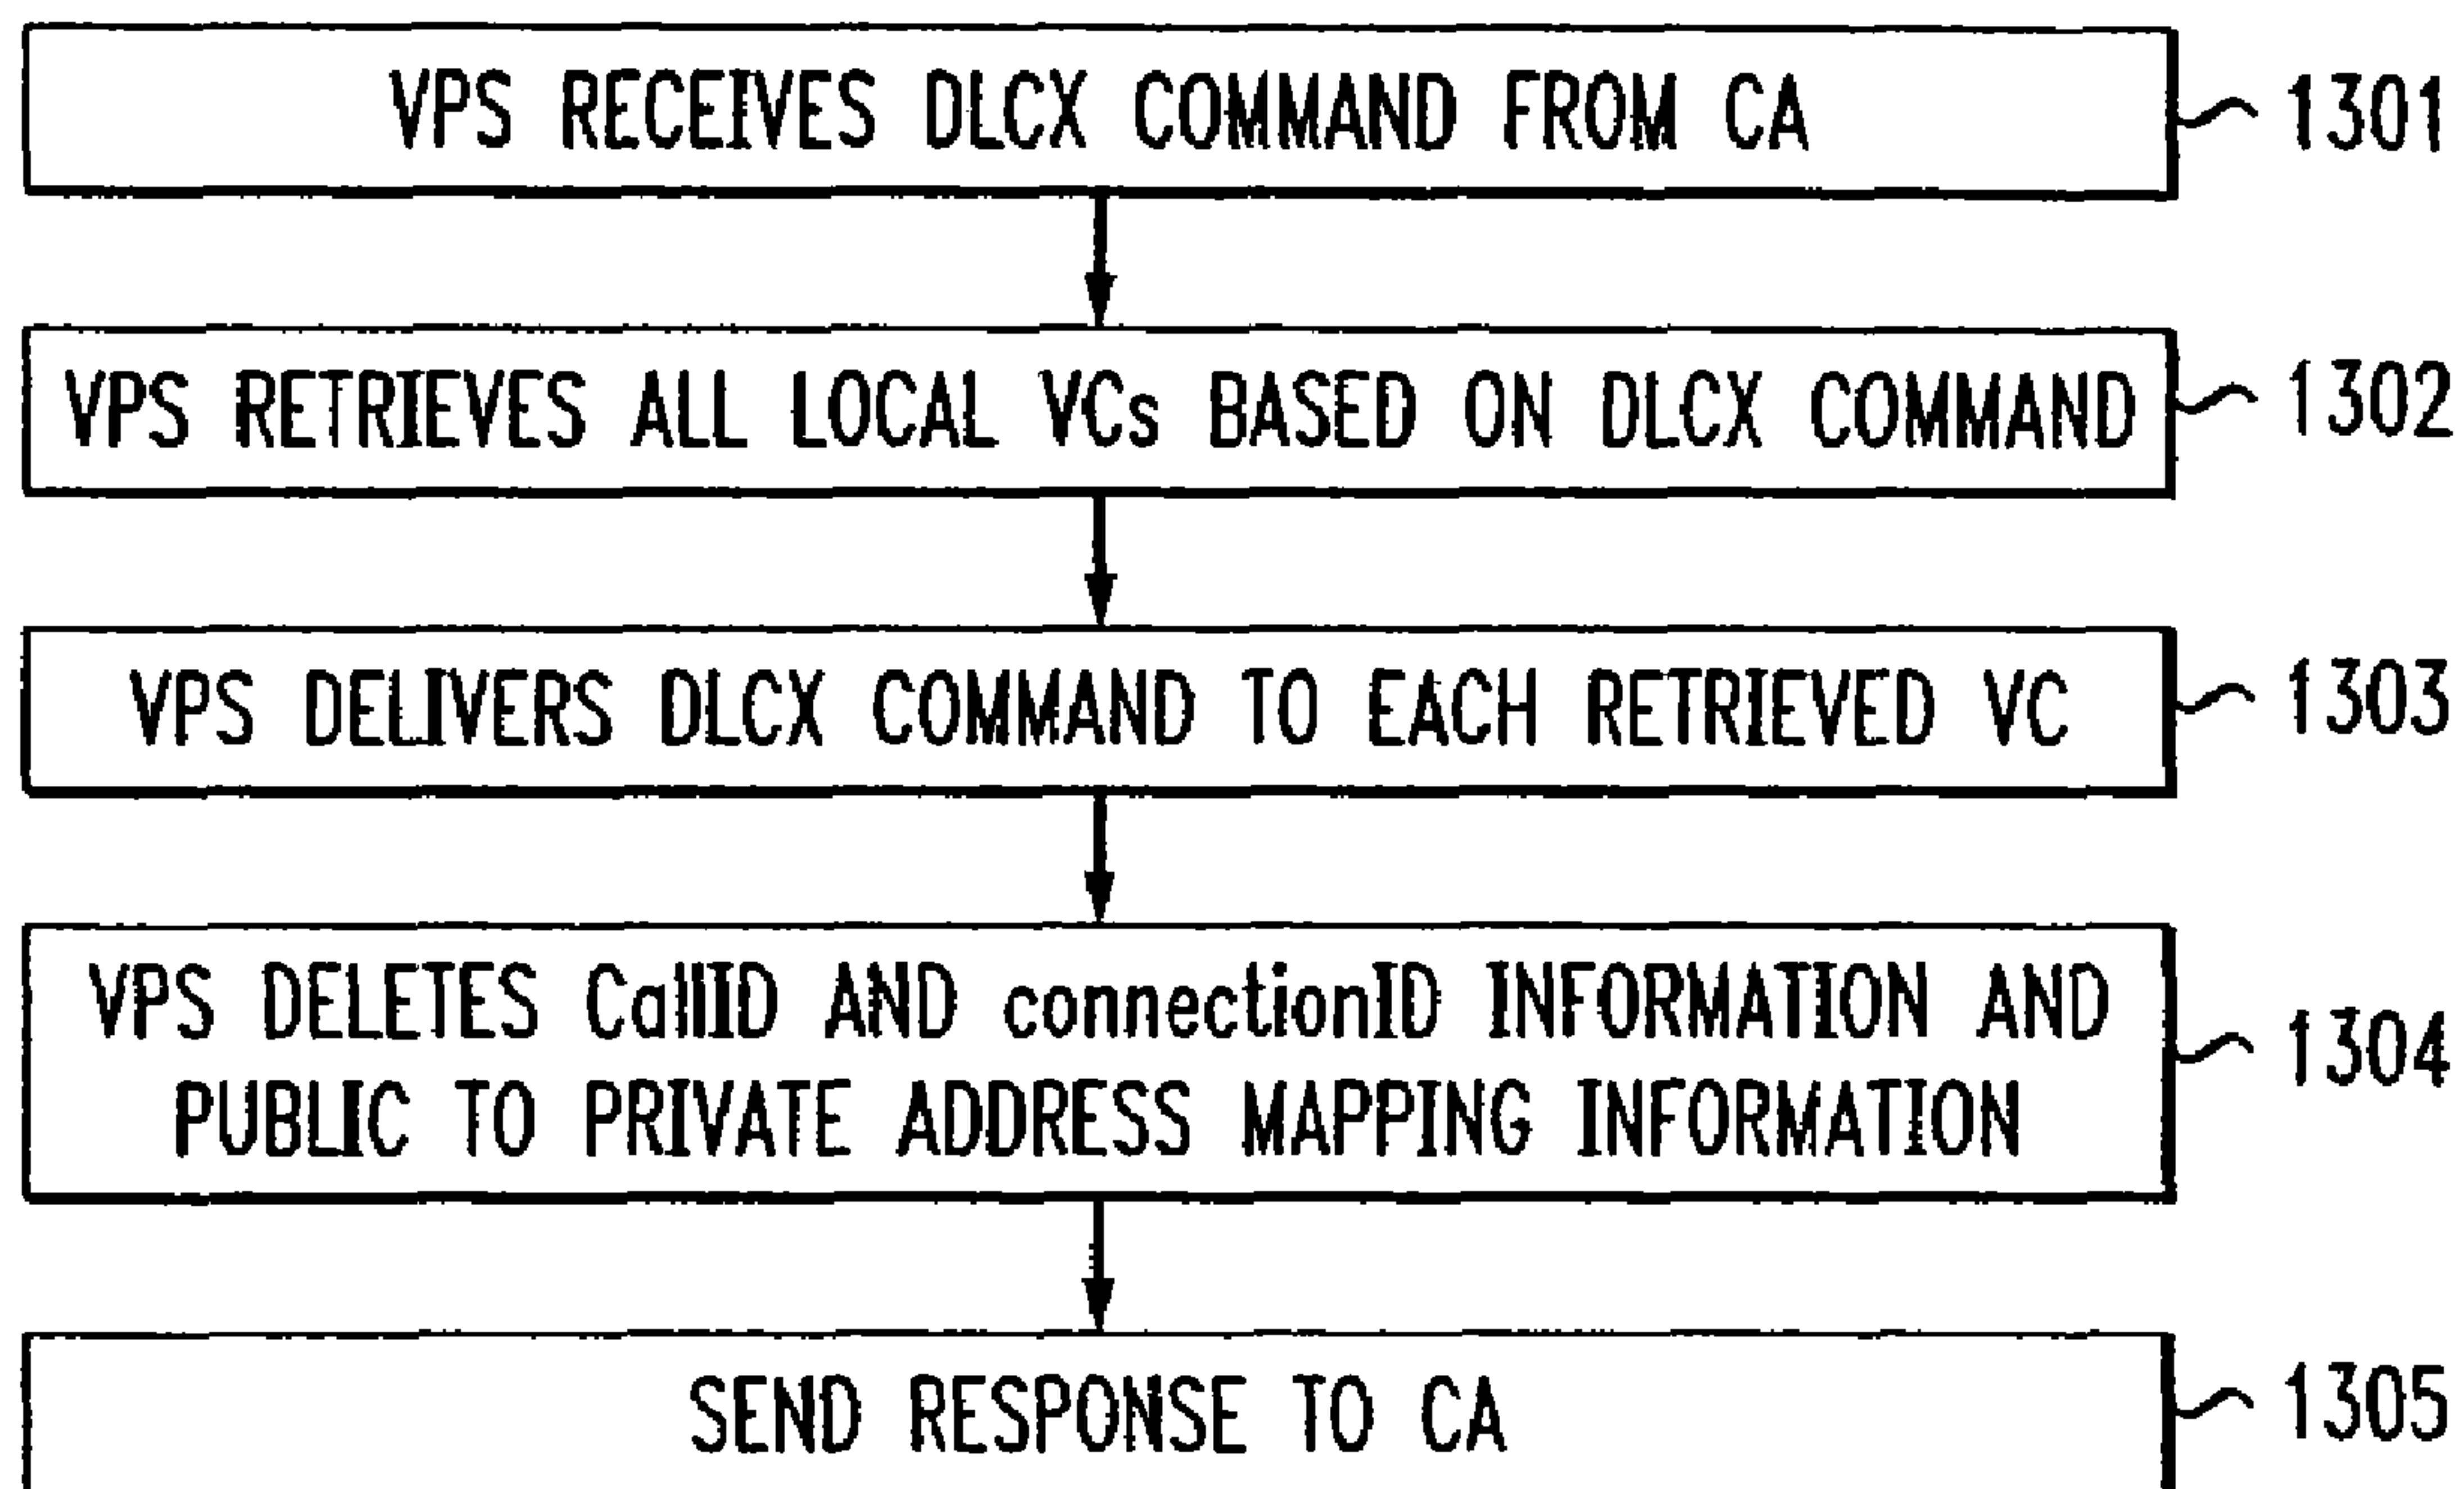 VPS RECEIVES DLCX COMMAND FROM CA
1301
VPS RETRIEVES ALL LOCAL VCs BASED ON DLCX COMMAND
1302
VPS DELIVERS DLCX COMMAND TO EACH RETRIEVED VC
1303
VPS DELETES CallID AND connectionID INFORMATION AND
PUBLIC TO PRIVATE ADDRESS MAPPING INFORMATION
1304
SEND RESPONSE TO CA
1305